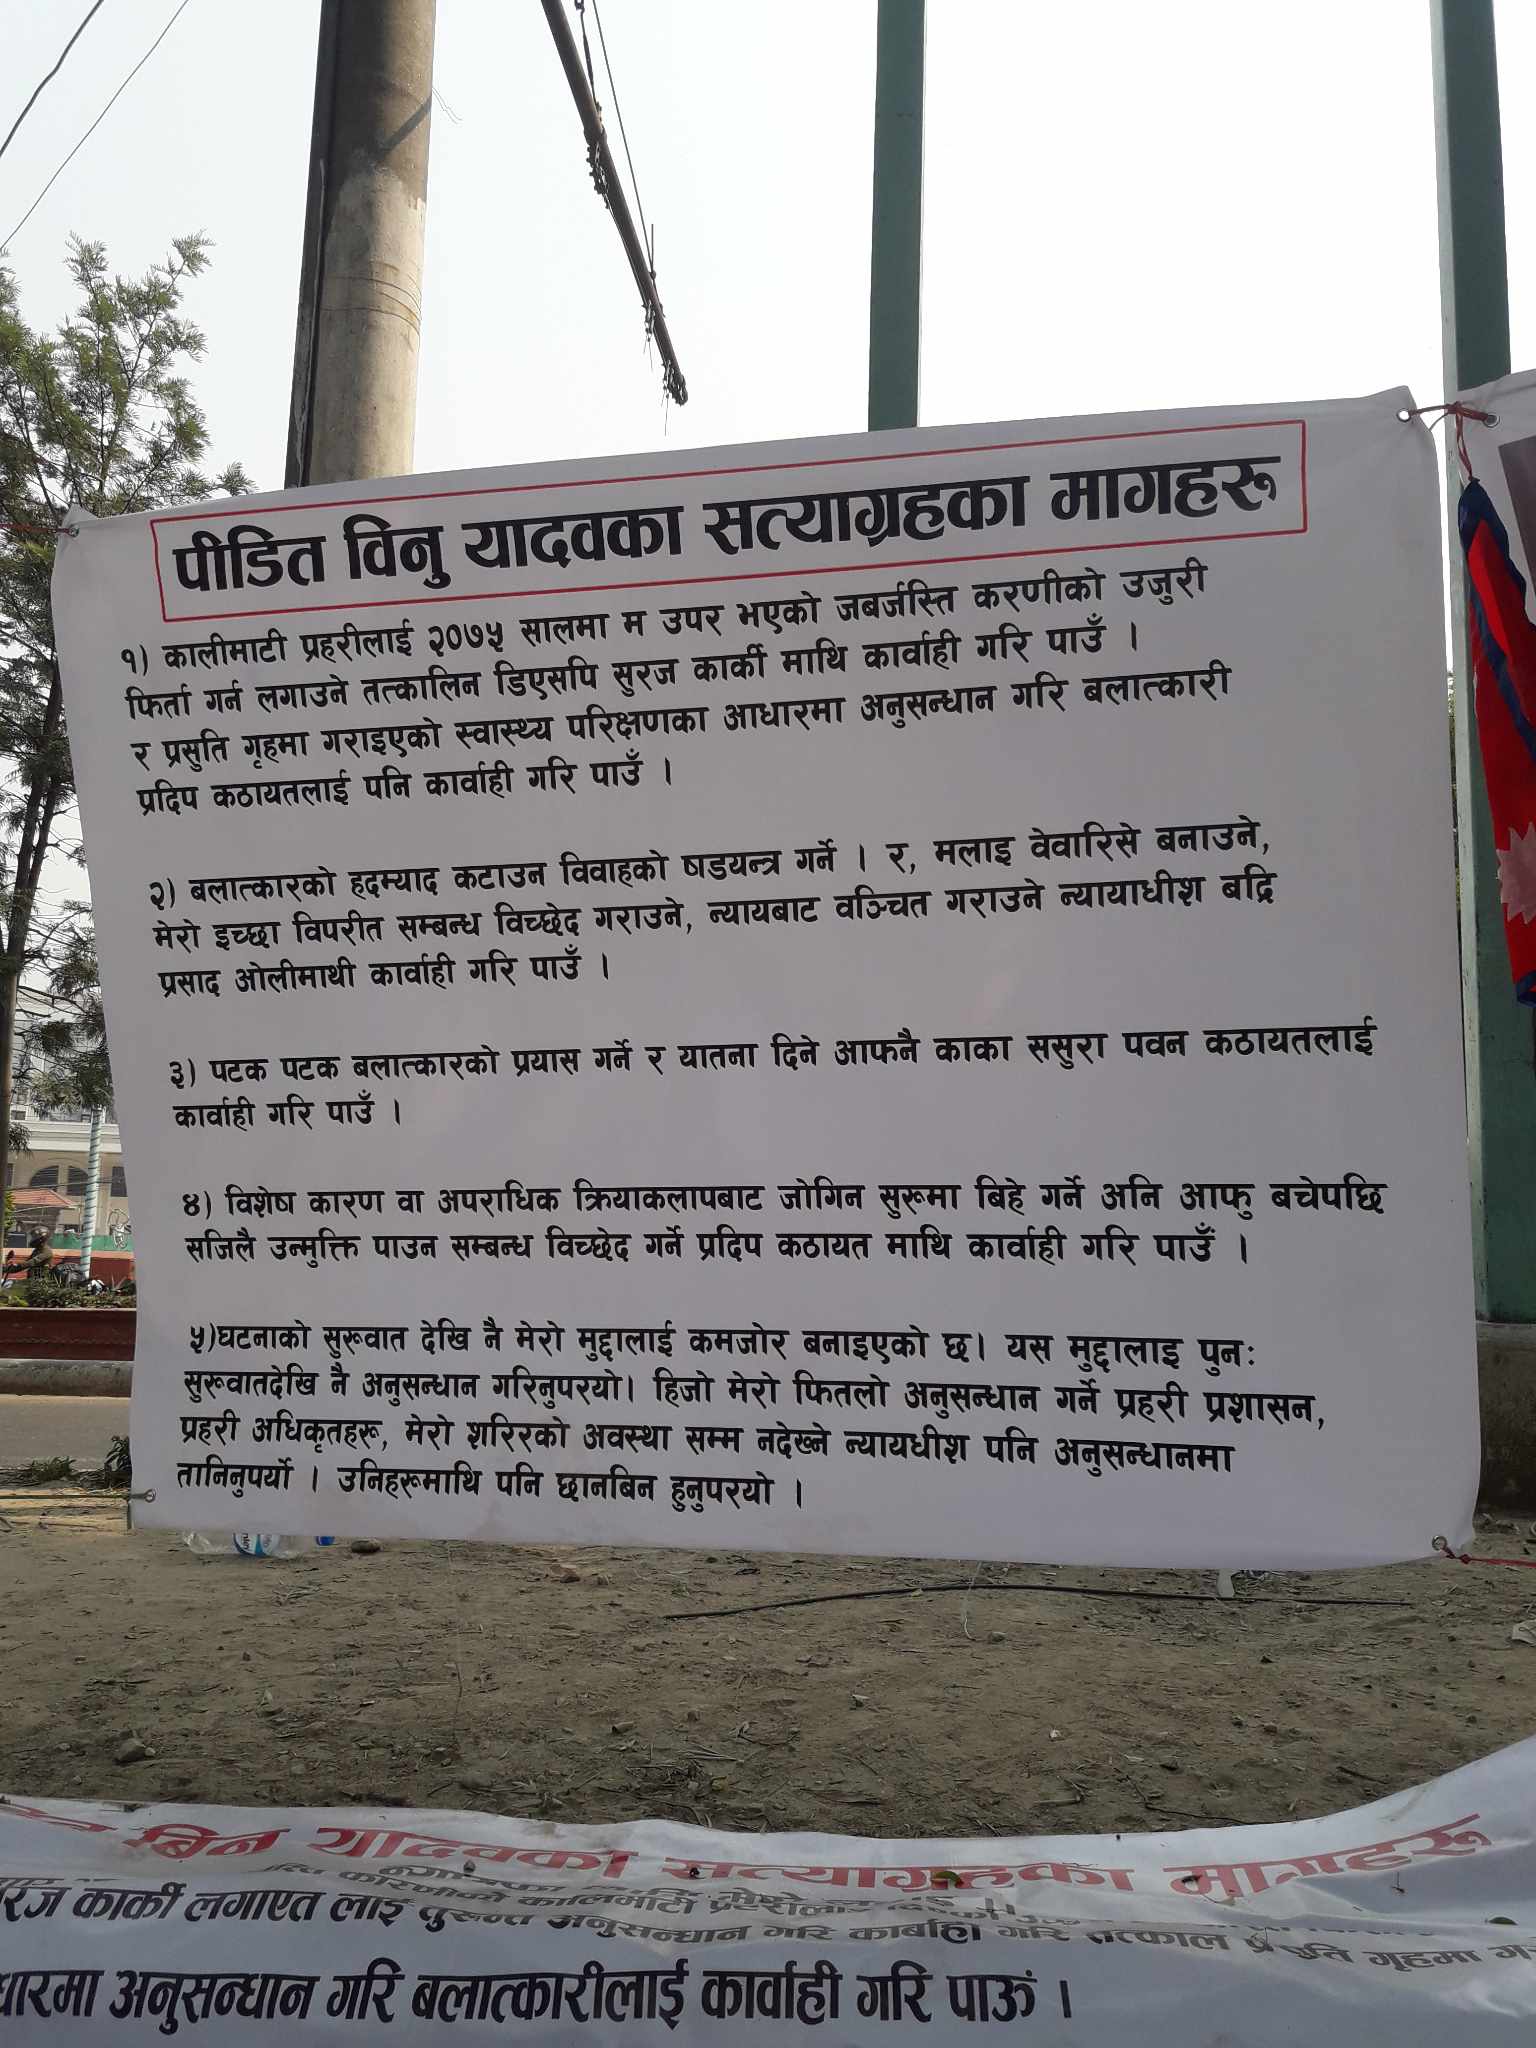 पीडित विनु यादवका सत्याग्रहका मागहरू
१) कालीमाटी प्रहरीलाई २०७५ सालमा म उपर भएको जबर्जस्ति करणीको उजुरी
फिर्ता गर्न लगाउने तत्कालिन डिएसपि सुरज कार्की माथि कार्वाही गरि पाउँ ।
र प्रसुति गृहमा गराइएको स्वास्थ्य परिक्षणका आधारमा अनुसन्धान गरि बलात्कारी
प्रदिप कठायतलाई पनि कार्वाही गरि पाउँ ।
२) बलात्कारको हदम्याद कटाउन विवाहको षडयन्त्र गर्ने । र, मलाइ वेवारिसे बनाउने,
मेरो इच्छा विपरीत सम्बन्ध विच्छेद गराउने, न्यायबाट वञ्चित गराउने न्यायाधीश बद्रि
प्रसाद ओलीमाथी कार्वाही गरि पाउँ ।
३) पटक पटक बलात्कारको प्रयास गर्ने र यातना दिने आफनै काका ससुरा पवन कठायतलाई
कार्वाही गरि पाउँ ।
४) विशेष कारण वा अपराधिक क्रियाकलापबाट जोगिन सुरूमा बिहे गर्ने अनि आफु बचेपछि
सजिलै उन्मुक्ति पाउन सम्बन्ध विच्छेद गर्ने प्रदिप कठायत माथि कार्वाही गरि पाउँ ।
५)घटनाको सुरूवात देखि नै मेरो मुद्दालाई कमजोर बनाइएको छ। यस मुद्दालाइ पुनः
सुरूवातदेखि नै अनुसन्धान गरिनुपरयो। हिजो मेरो फितलो अनुसन्धान गर्ने प्रहरी प्रशासन,
प्रहरी अधिकृतहरू, मेरो शरिरको अवस्था सम्म नदेख्ने न्यायधीश पनि अनुसन्धानमा
तानिनुपर्यो । उनिहरूमाथि पनि छानबिन हुनुपरयो ।
बिनु यादवका सत्याग्रहका मागहरू
कार्की लगाएत लाइ तुरून्त अनुसन्धान गरि कार्बाही गरि तत्काल गृहमा
अनुसन्धान गरि बलात्कारीलाई कार्वाही गरि पाऊं ।